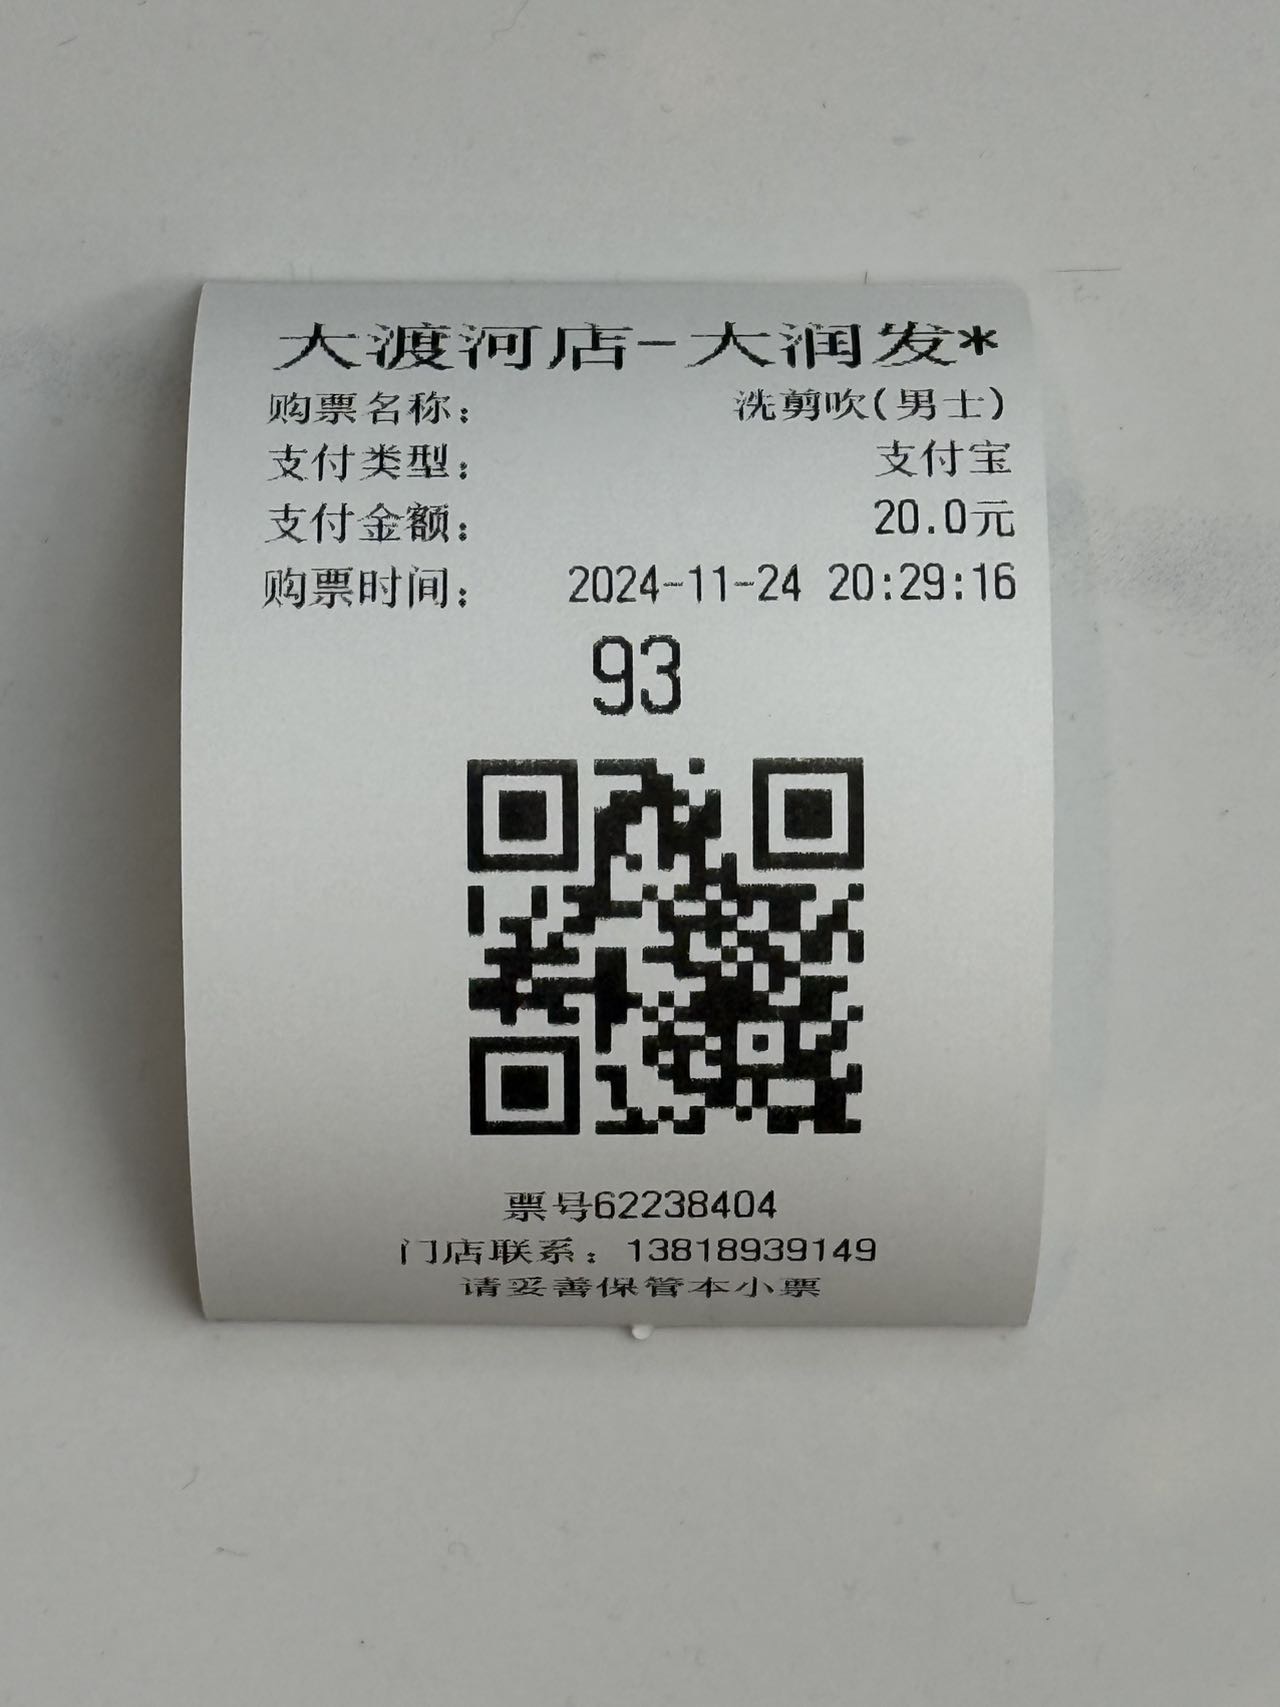 大渡河店-大润发*
购票名称： 洗剪吹(男士)
支付类型： 支付宝
支付金额： 20.0元
购票时间： 2024-11-24 20:29:16
93
票号62238404
门店联系：13818939149
请妥善保管本小票